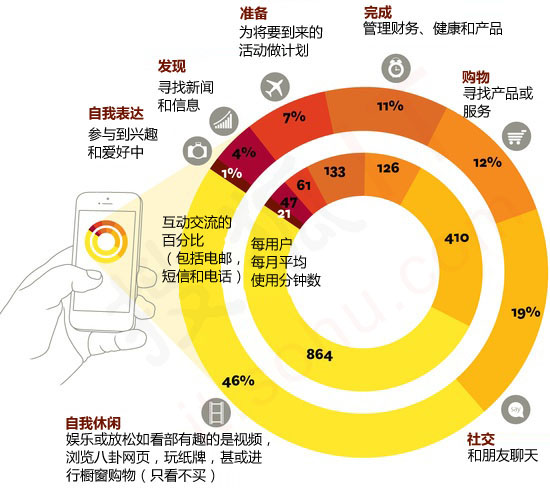 准备
为将要到来的
活动做计划
完成
管理财务、健康和产品
发现
寻找新闻
和信息
购物
寻找产品或
服务
自我表达
参与到兴趣
和爱好中
1%
4%
7%
11%
12%
19%
46%
21
47
61
133
126
410
864
互动交流的
百分比
（包括电邮，
短信和电话）
每用户
每月平均
使用分钟数
say
社交
和朋友聊天
自我休闲
娱乐或放松如看部有趣的是视频，
浏览八卦网页，玩纸牌，甚或进
行橱窗购物（只看不买）